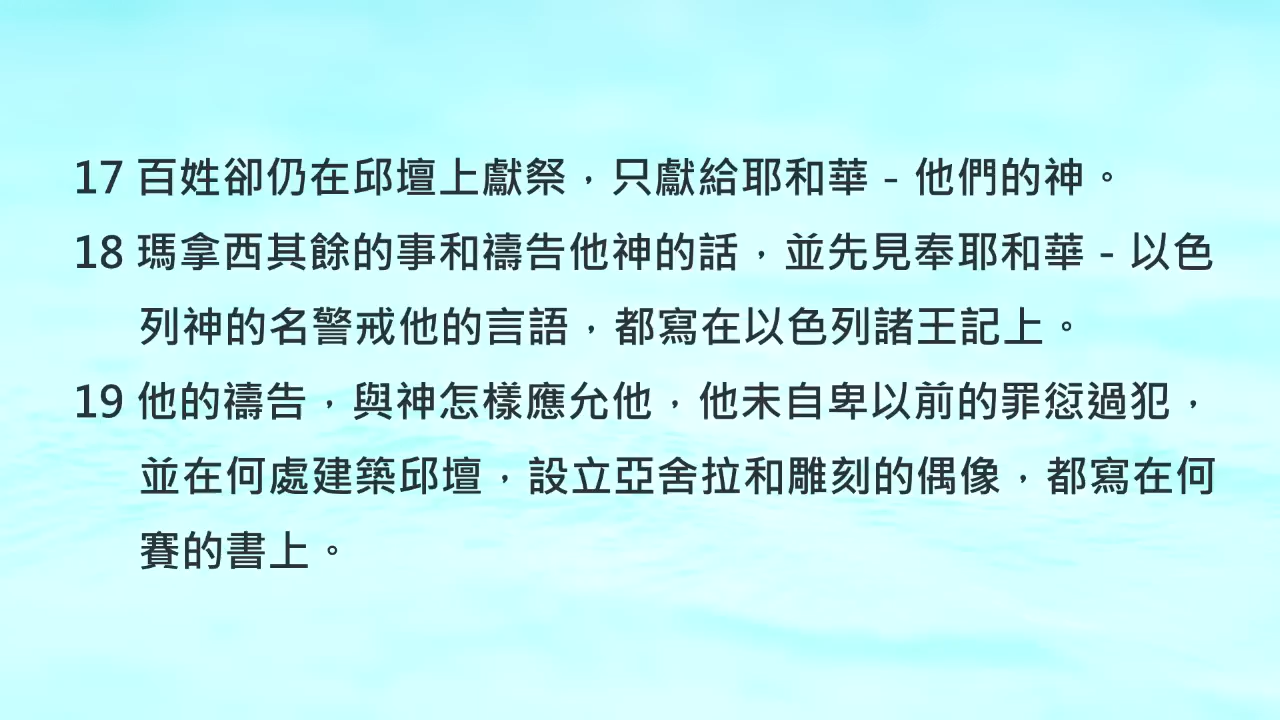 17 百姓卻仍在邱壇上獻祭，只獻給耶和華－他們的神。
18 瑪拿西其餘的事和禱告他神的話，並先見奉耶和華－以色
列神的名警戒他的言語，都寫在以色列諸王記上。
19 他的禱告，與神怎樣應允他，他未自卑以前的罪愆過犯，
並在何處建築邱壇，設立亞舍拉和雕刻的偶像，都寫在何
賽的書上。